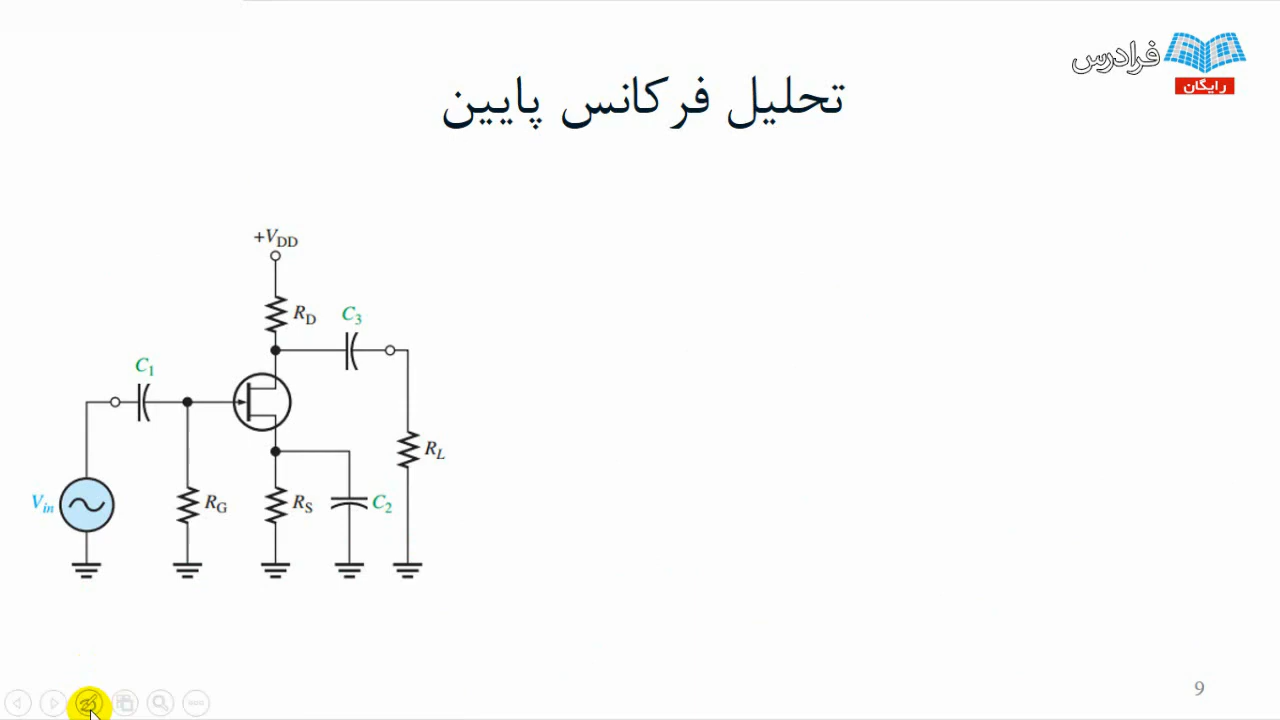 فرادرس
رایگان
تحلیل فرکانس پایین
+VDD
RD
C3
C1
RL
Vin
RG
RS
C2
9